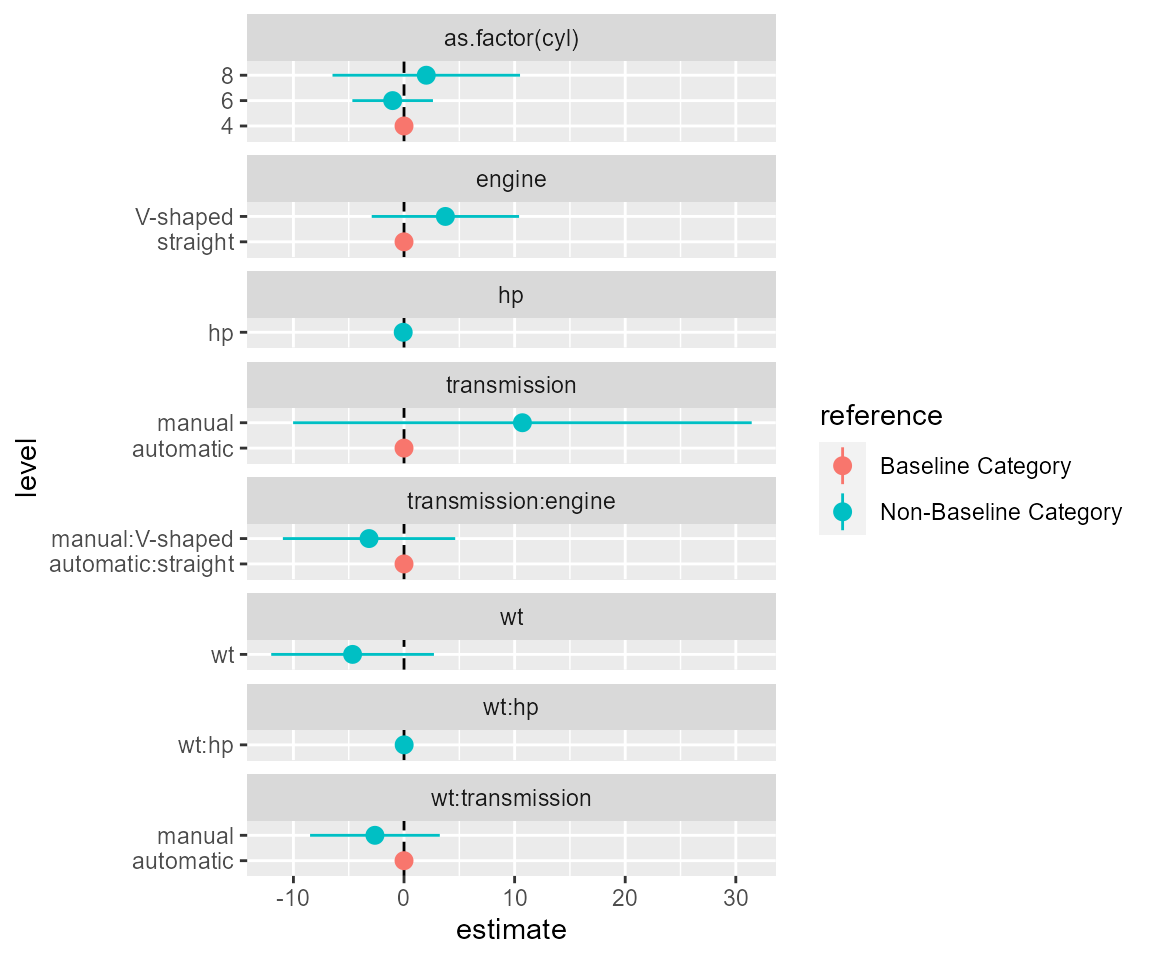 as.factor(cyl)
8
6
4
engine
V-shaped
straight
hp
hp
transmission
manual
automatic
transmission:engine
manual:V-shaped
automatic:straight
wt
wt
wt:hp
wt:hp
wt:transmission
manual
automatic
-10 0 10 20 30
estimate
level
reference
Baseline Category
Non-Baseline Category